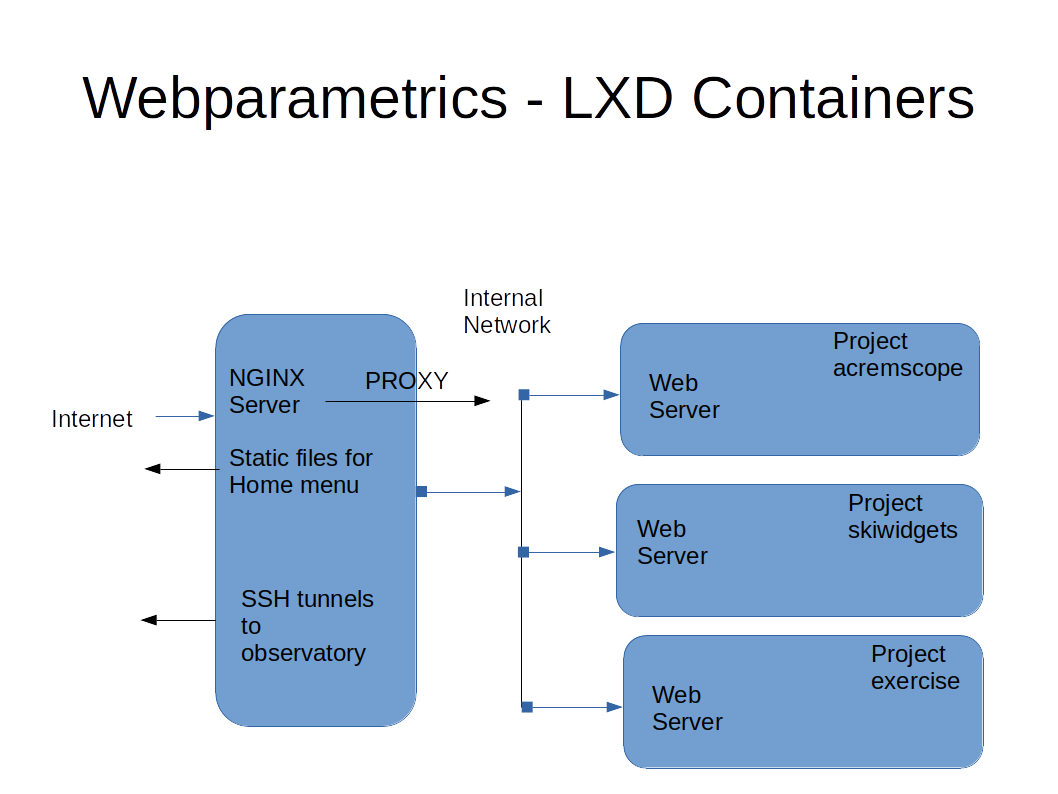 Webparametrics - LXD Containers
Internal
Network
Internet
NGINX
Server
PROXY
Static files for
Home menu
SSH tunnels
to
observatory
Project
acremscope
Web
Server
Project
skiwidgets
Web
Server
Project
exercise
Web
Server